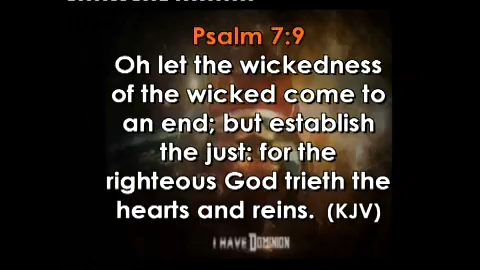 Psalm 7:9
Oh let the wickedness
of the wicked come to
an end; but establish
the just: for the
righteous God trieth the
hearts and reins. (KJV)
I HAVE DOMINION